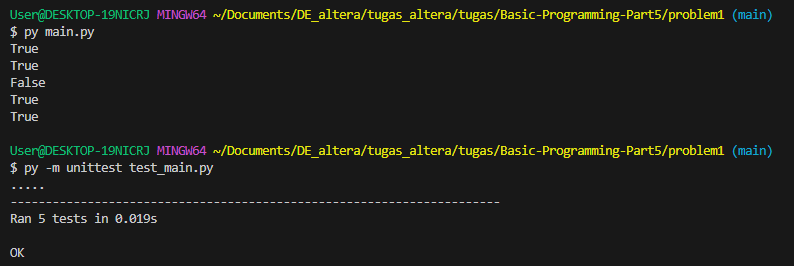 User@DESKTOP-19NICRJ MINGW64 ~/Documents/DE_altera/tugas_altera/tugas/Basic-Programming-Part5/problem1 (main)
$ py main.py
True
True
False
True
True
User@DESKTOP-19NICRJ MINGW64 ~/Documents/DE_altera/tugas_altera/tugas/Basic-Programming-Part5/problem1 (main)
$ py -m unittest test_main.py
.....
----------------------------------------------------------------------
Ran 5 tests in 0.019s
OK